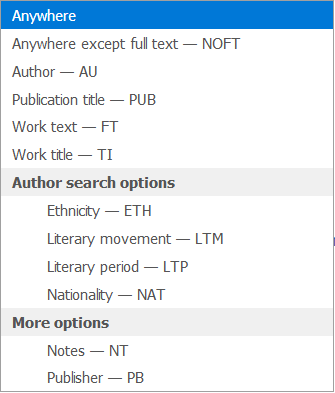 Anywhere
Anywhere except full text — NOFT
Author — AU
Publication title — PUB
Work text — FT
Work title — TI
Author search options
Ethnicity — ETH
Literary movement — LTM
Literary period — LTP
Nationality — NAT
More options
Notes — NT
Publisher — PB